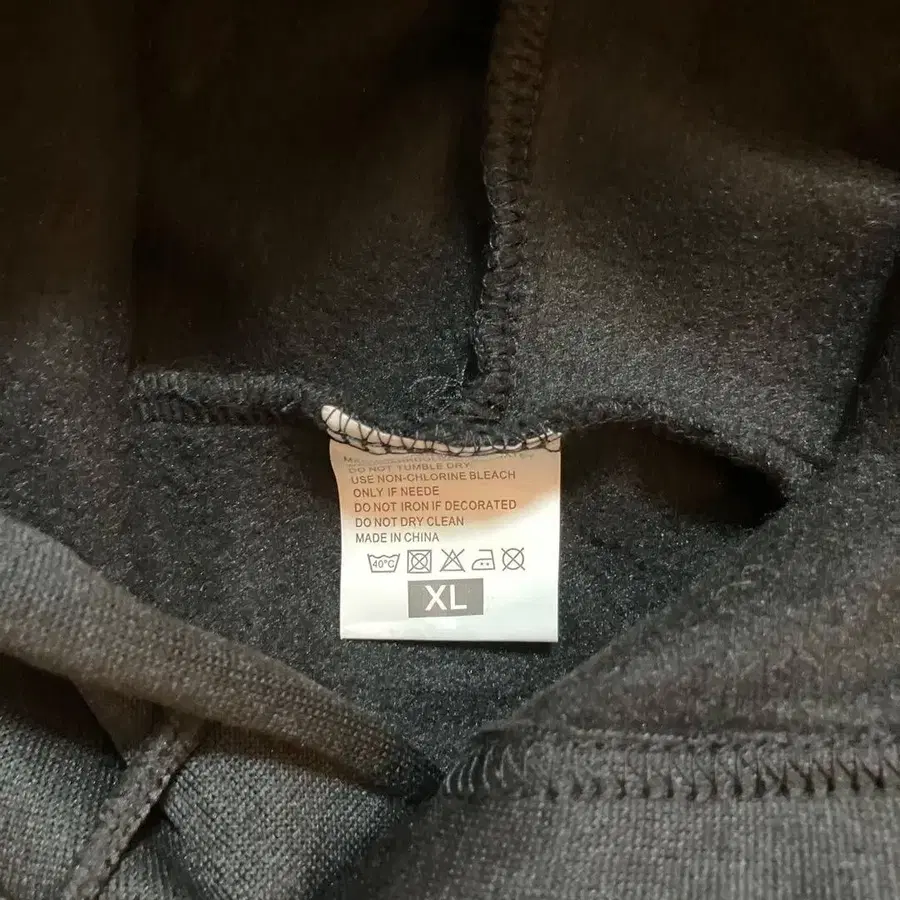 DO NOT TUMBLE DRY
USE NON-CHLORINE BLEACH
ONLY IF NEEDE
DO NOT IRON IF DECORATED
DO NOT DRY CLEAN
MADE IN CHINA
40°C
XL